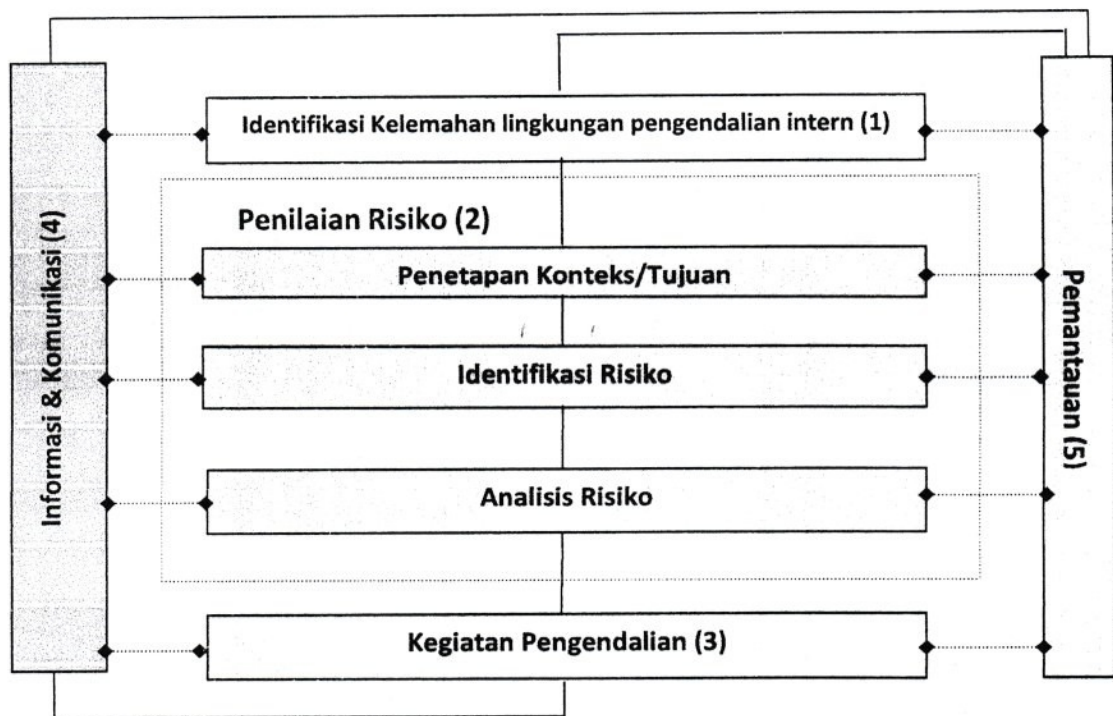 Identifikasi Kelemahan lingkungan pengendalian intern (1)
Penilaian Risiko (2)
Penetapan Konteks/Tujuan
Identifikasi Risiko
Analisis Risiko
Kegiatan Pengendalian (3)
Informasi & Komunikasi (4)
Pemantauan (5)